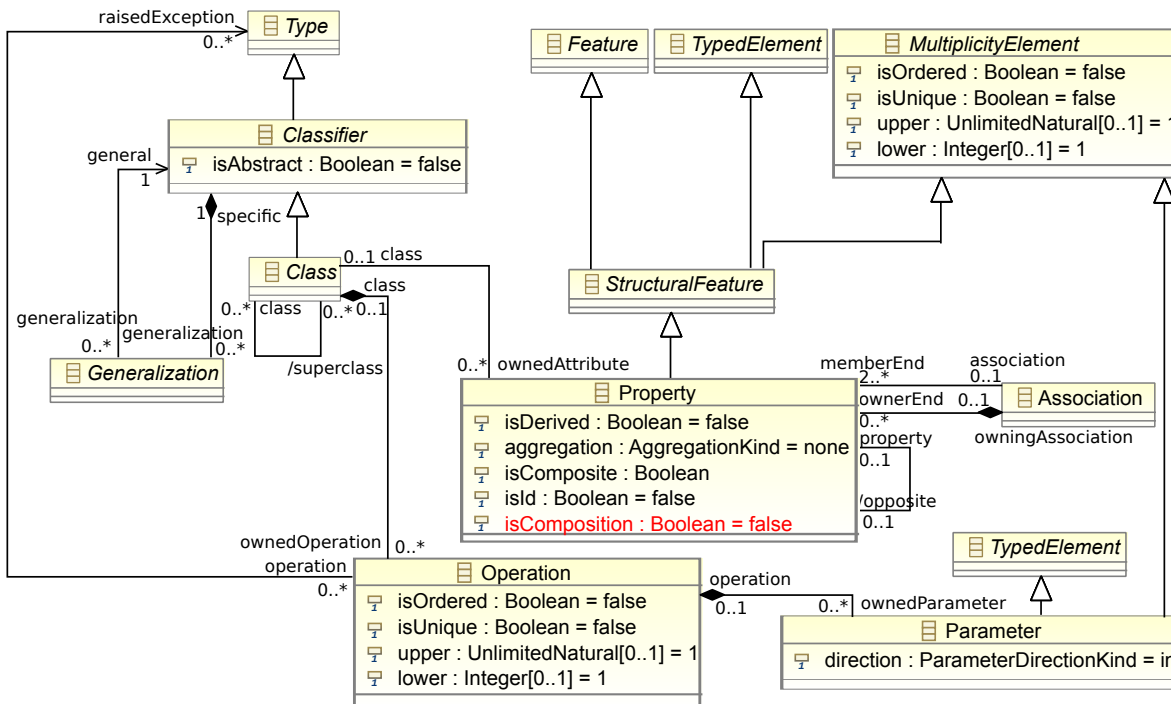 raisedException
0..*
Type
Feature
TypedElement
MultiplicityElement
isOrdered : Boolean = false
isUnique : Boolean = false
upper : UnlimitedNatural[0..1] = 1
lower : Integer[0..1] = 1
Classifier
isAbstract : Boolean = false
general
1
1
specific
Class
0..1 class
class
0..1
0..* class
0..*
/superclass
StructuralFeature
generalization
0..*
generalization
0..*
Generalization
0..* ownedAttribute
Property
isDerived : Boolean = false
aggregation : AggregationKind = none
isComposite : Boolean
isId : Boolean = false
isComposition : Boolean = false
memberEnd
2..*
association
0..1
ownerEnd
0..*
0..1
owningAssociation
Association
property
0..1
/opposite
0..1
ownedOperation
0..*
operation
0..*
Operation
isOrdered : Boolean = false
isUnique : Boolean = false
upper : UnlimitedNatural[0..1] = 1
lower : Integer[0..1] = 1
operation
0..1
0..* ownedParameter
TypedElement
Parameter
direction : ParameterDirectionKind = in